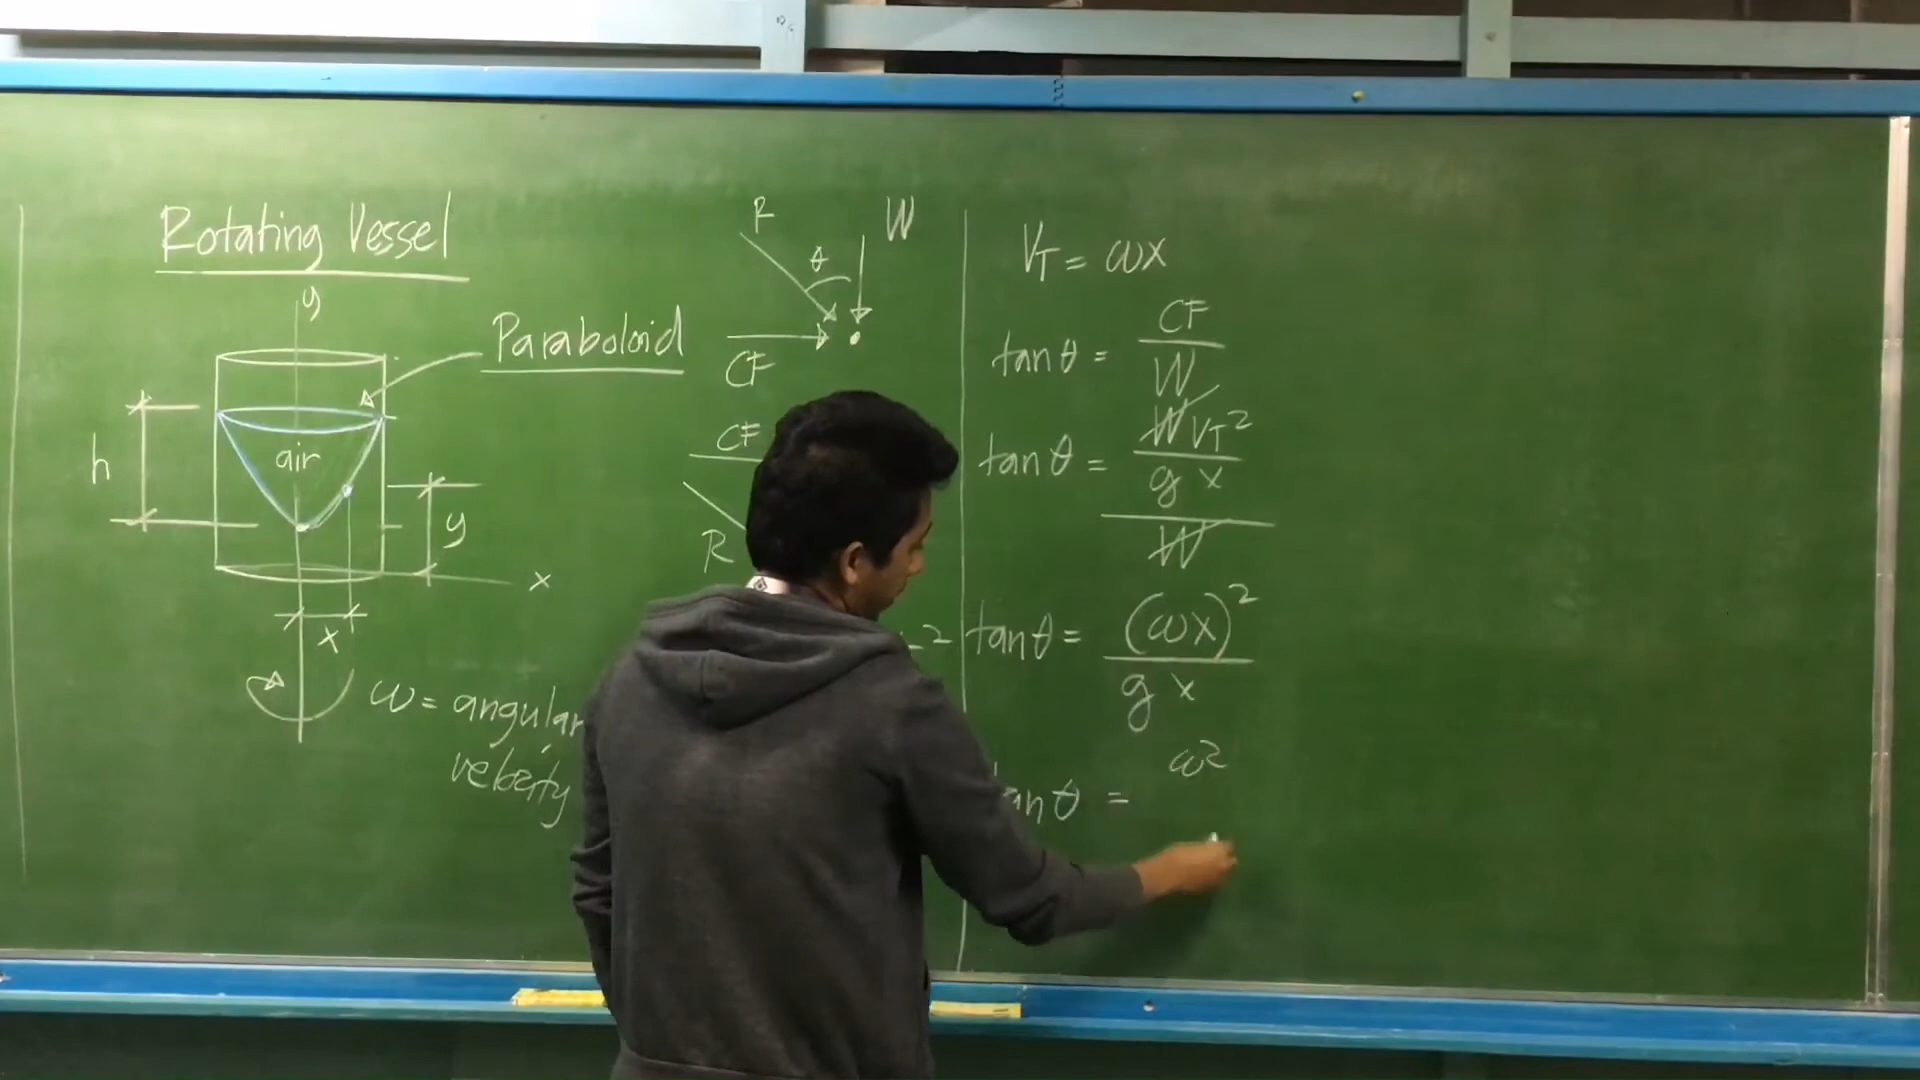 Rotating Vessel
y
Paraboloid
air
h
y
x
x
ω = angular
velocity
R
W
θ
CF
CF
R
2
V_T = ωx
tan θ = CF / W
tan θ = W V_T² / g x / W
tan θ = (ωx)² / g x
tan θ = ω²